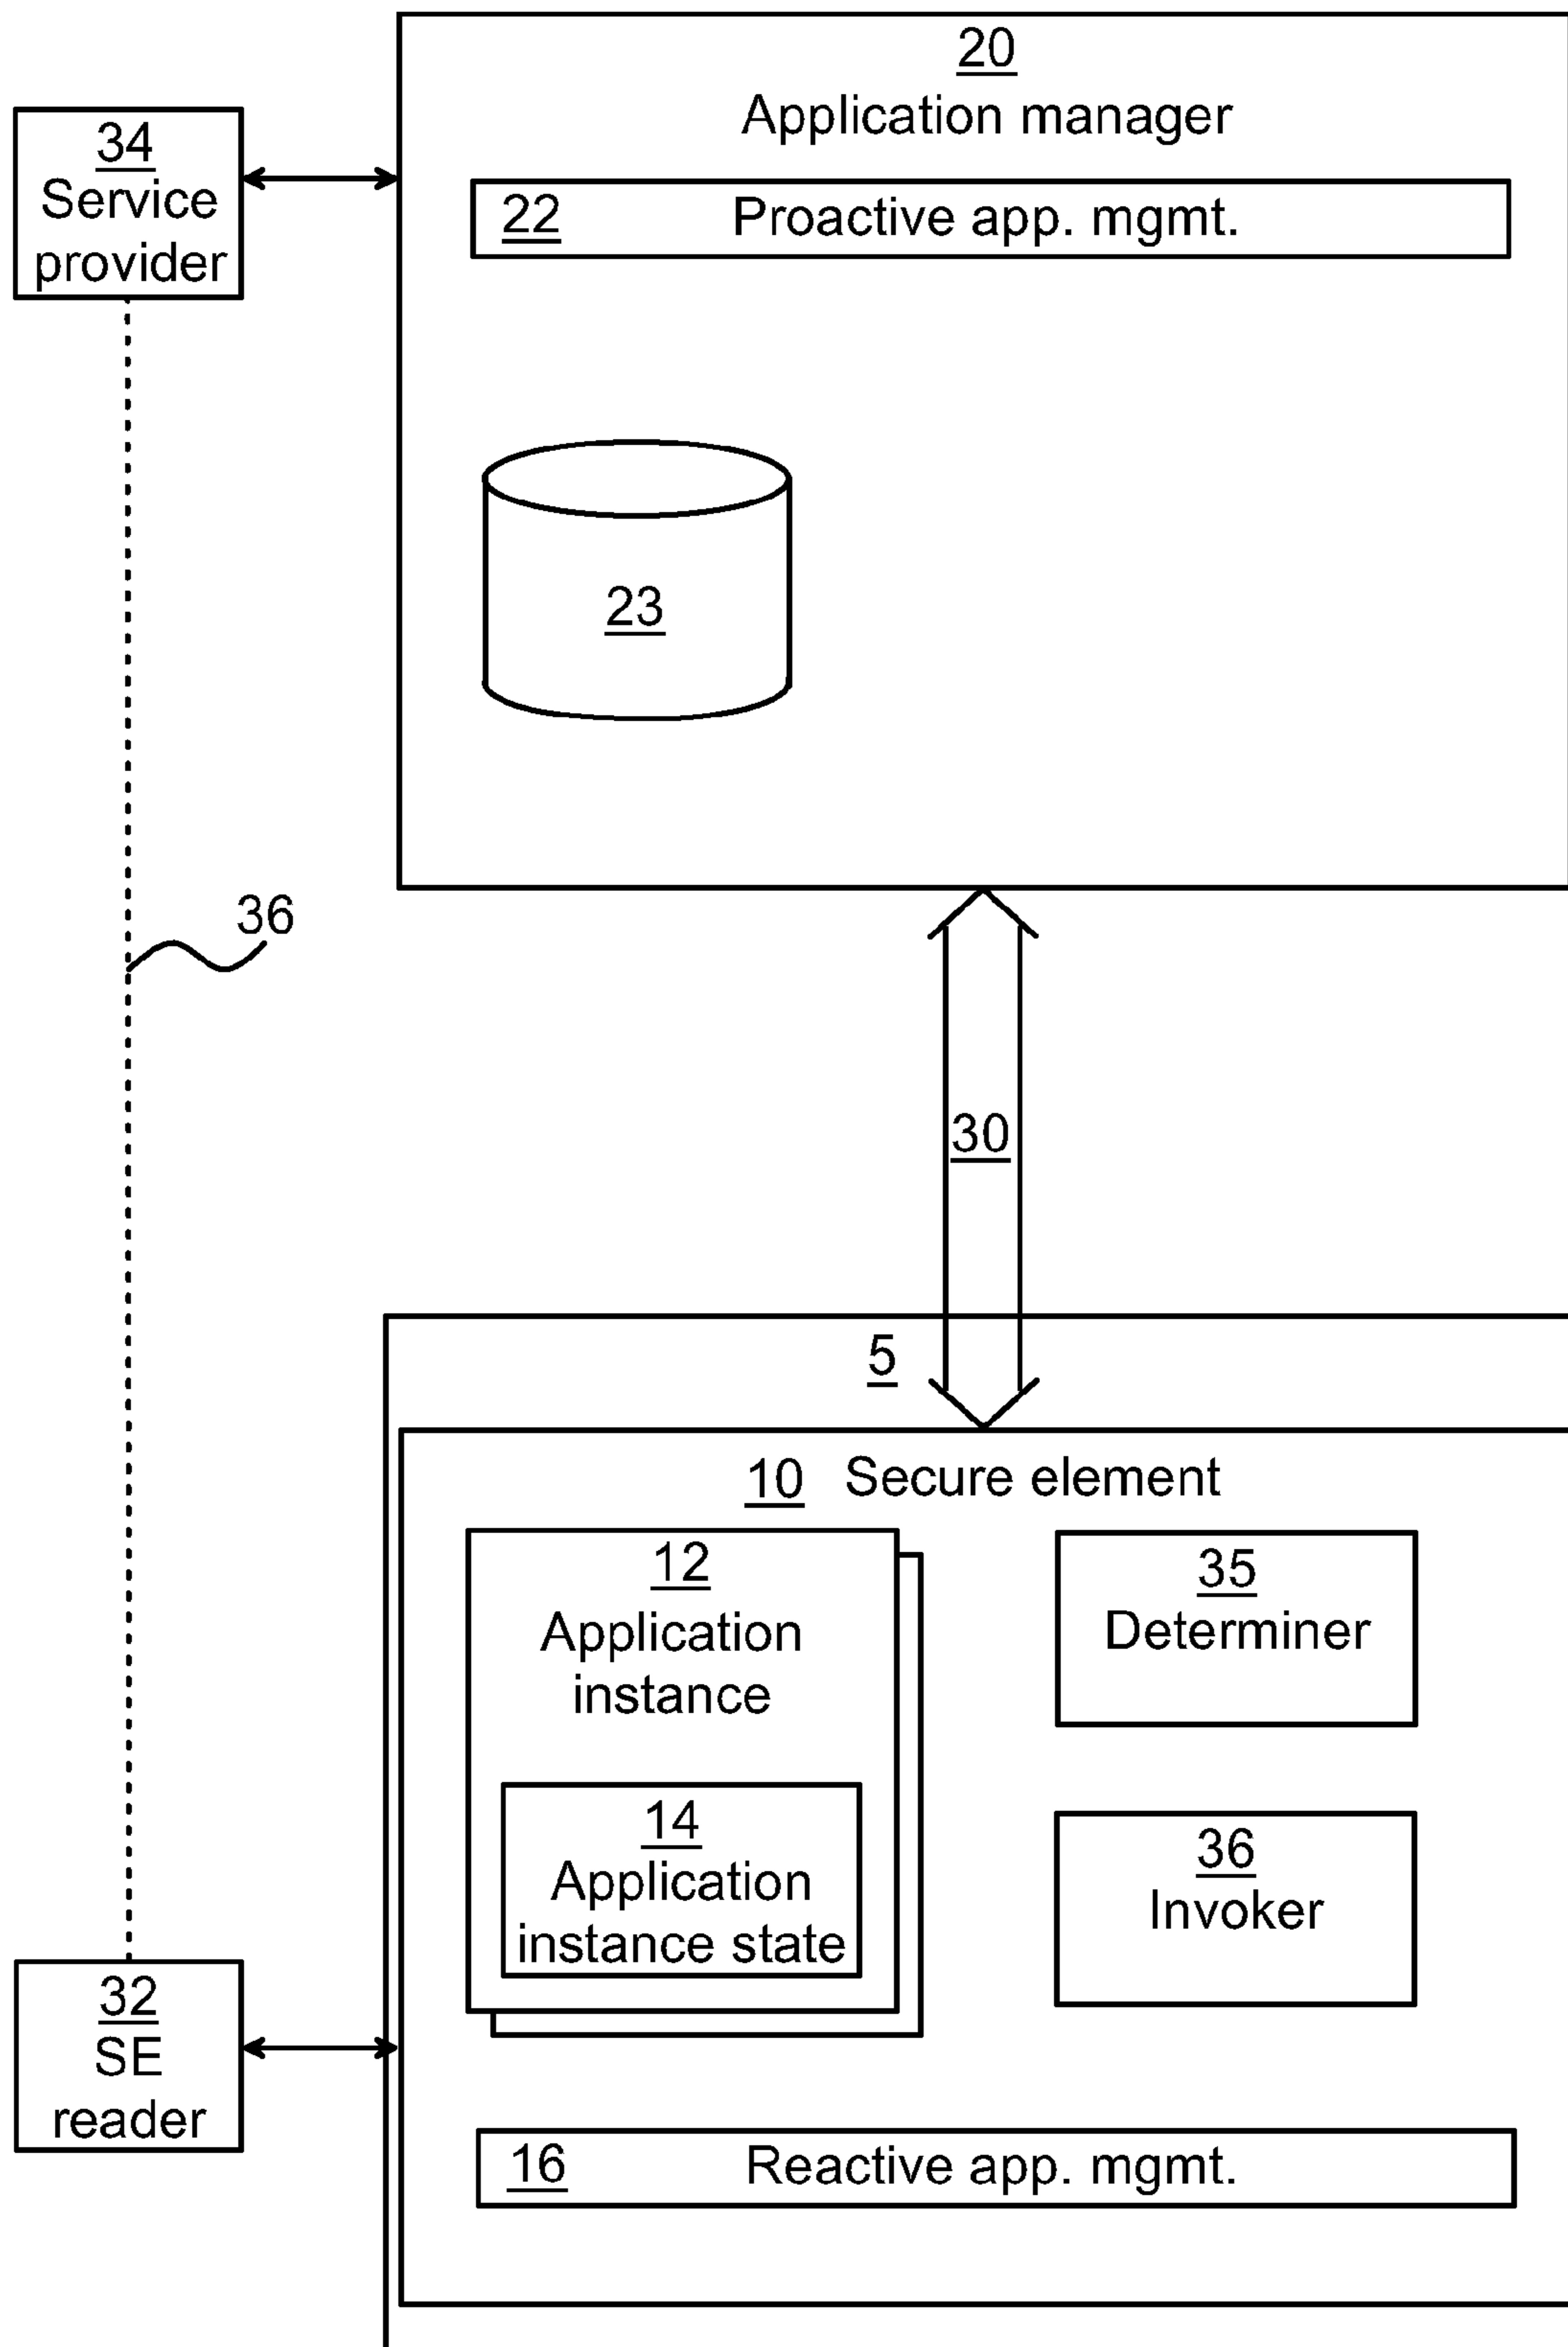 20
Application manager
34
Service
provider
22 Proactive app. mgmt.
23
36
30
5
10 Secure element
12
Application
instance
35
Determiner
14
Application
instance state
36
Invoker
32
SE
reader
16 Reactive app. mgmt.